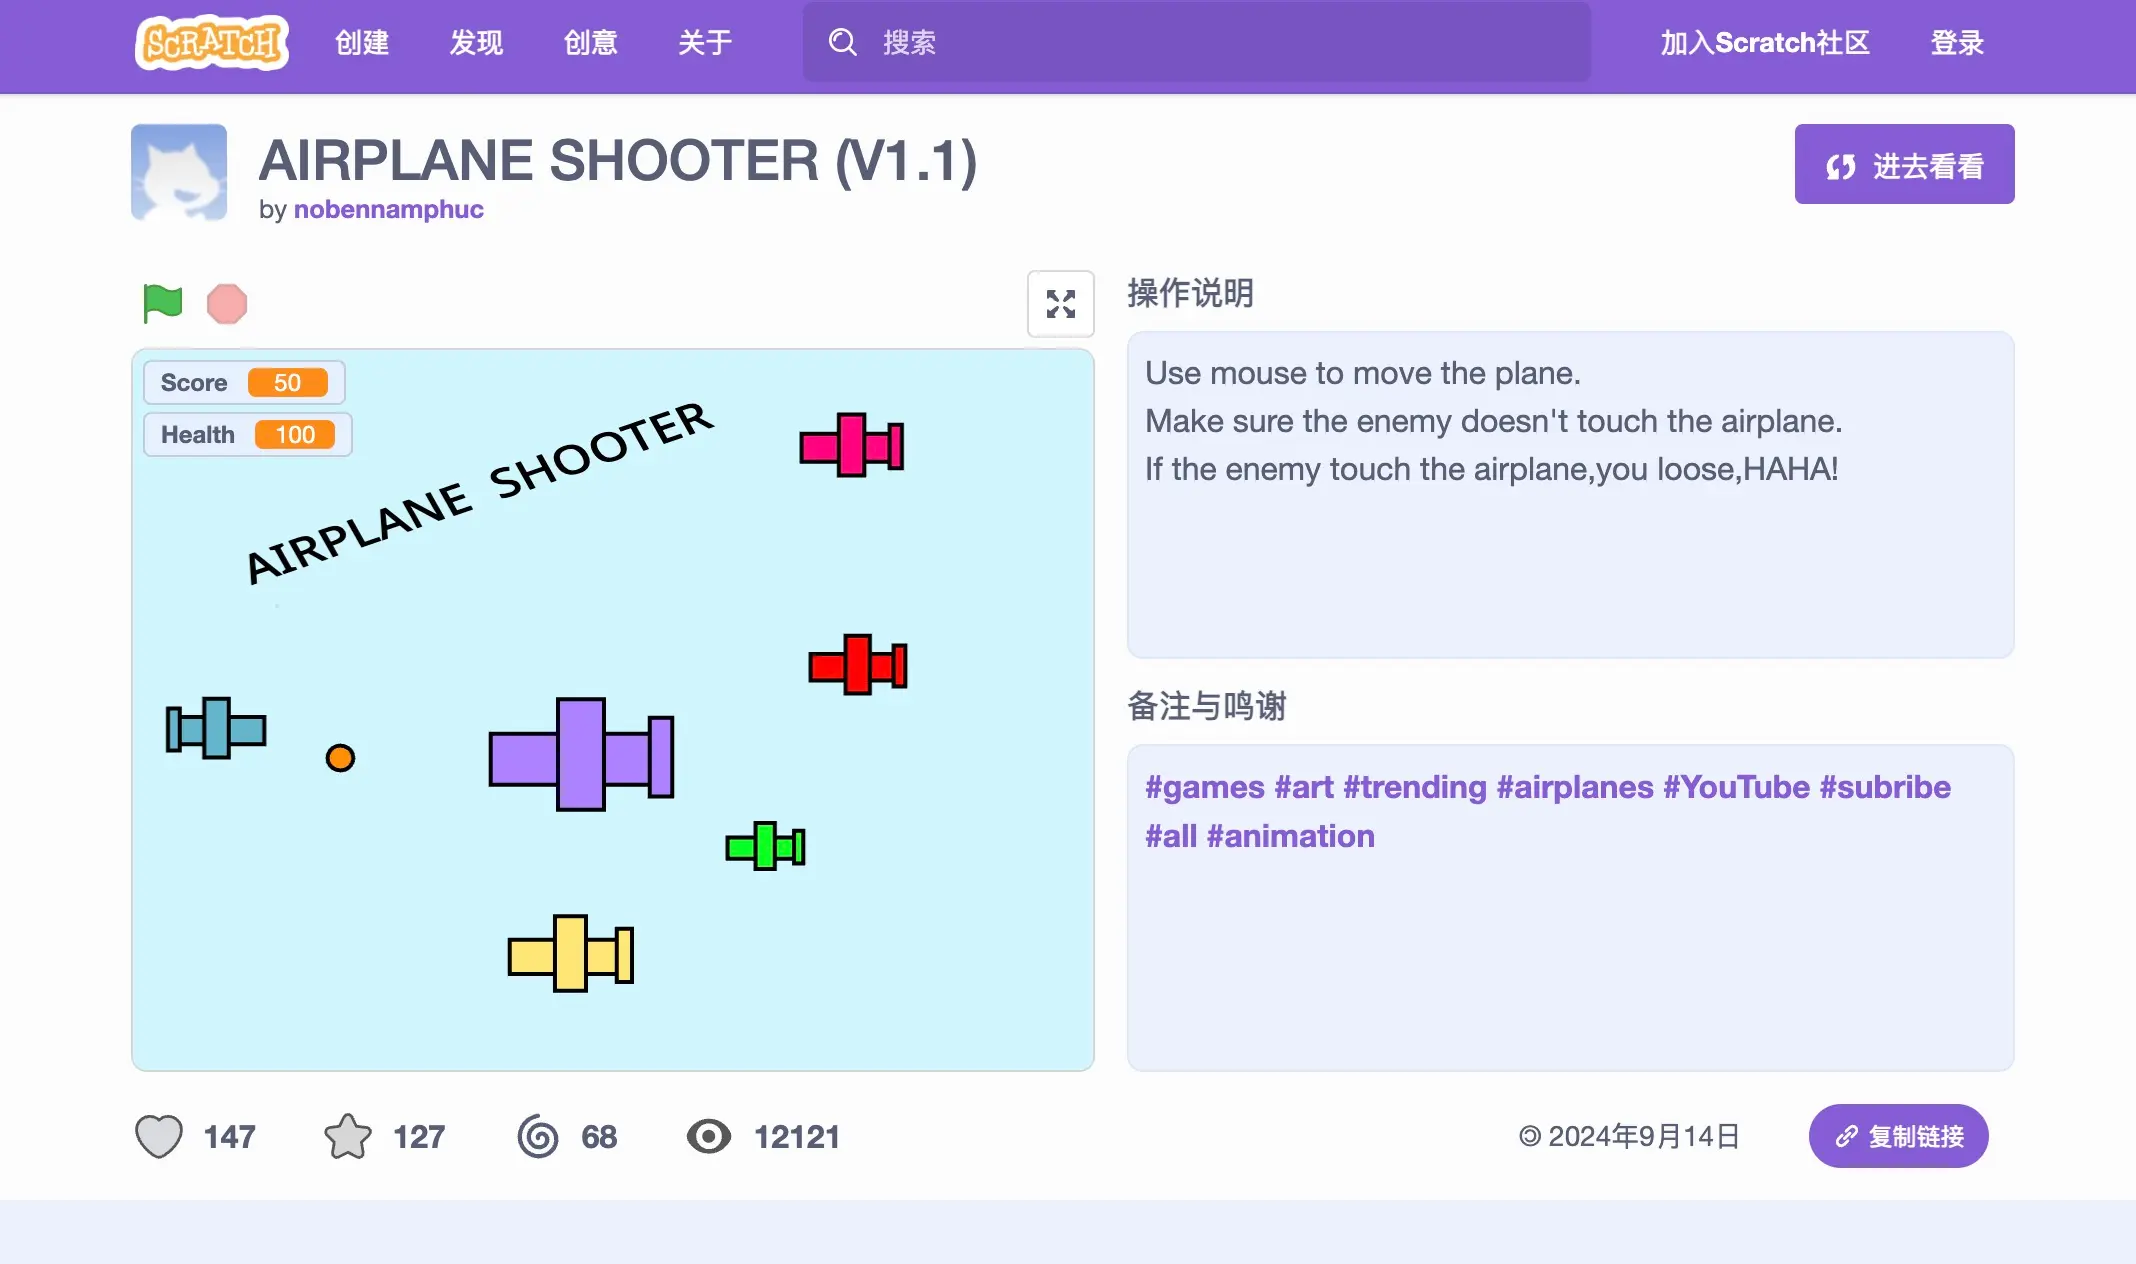 SCRATCH 创建 发现 创意 关于 搜索 加入Scratch社区 登录
AIRPLANE SHOOTER (V1.1)
by nobennamphuc
进去看看
Score 50
Health 100
AIRPLANE SHOOTER
操作说明
Use mouse to move the plane.
Make sure the enemy doesn't touch the airplane.
If the enemy touch the airplane,you loose,HAHA!
备注与鸣谢
#games #art #trending #airplanes #YouTube #subribe
#all #animation
147 127 68 12121
2024年9月14日
复制链接